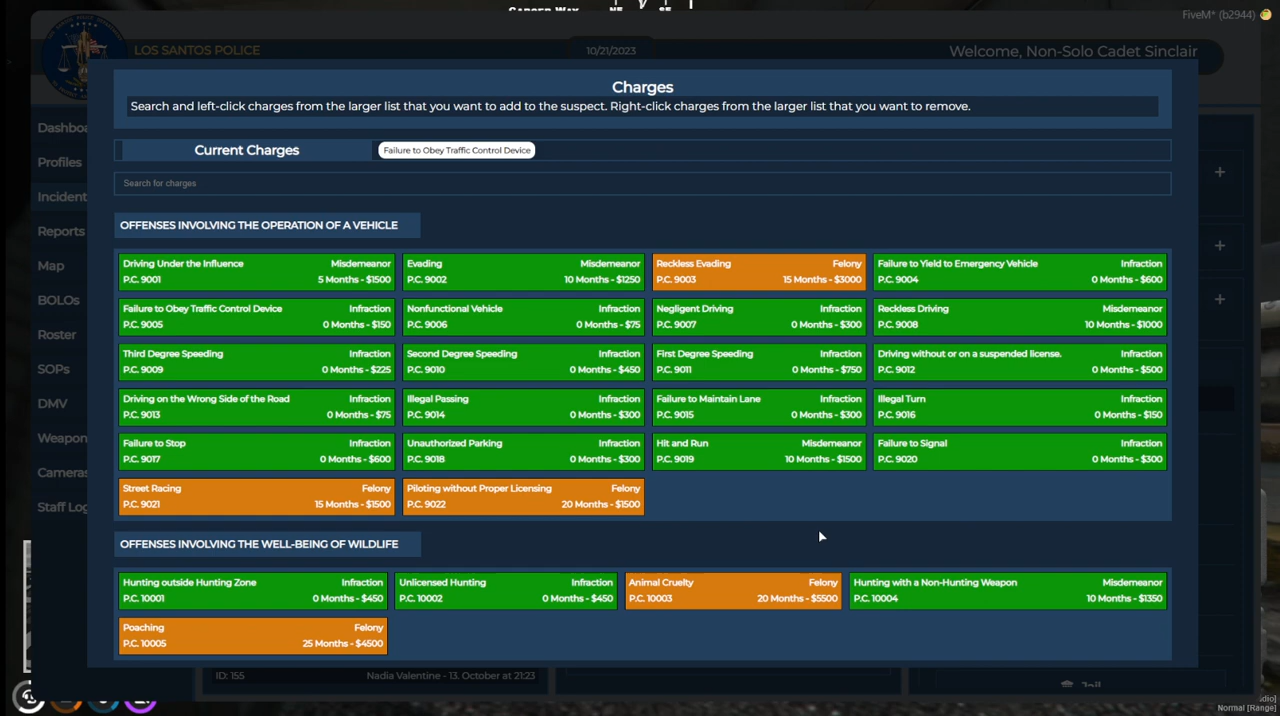 GARDER WAY NE SE
FiveM* (b2944)
LOS SANTOS POLICE
10/21/2023
Welcome, Non-Solo Cadet Sinclair
Charges
Search and left-click charges from the larger list that you want to add to the suspect. Right-click charges from the larger list that you want to remove.
Current Charges
Failure to Obey Traffic Control Device
Search for charges
Dashbo
Profiles
Incident
Reports
Map
BOLOs
Roster
SOPs
DMV
Weapon
Cameras
Staff Log
OFFENSES INVOLVING THE OPERATION OF A VEHICLE
Driving Under the Influence Misdemeanor
P.C. 9001 5 Months - $1500
Evading Misdemeanor
P.C. 9002 10 Months - $1250
Reckless Evading Felony
P.C. 9003 15 Months - $3000
Failure to Yield to Emergency Vehicle Infraction
P.C. 9004 0 Months - $600
Failure to Obey Traffic Control Device Infraction
P.C. 9005 0 Months - $150
Nonfunctional Vehicle Infraction
P.C. 9006 0 Months - $75
Negligent Driving Infraction
P.C. 9007 0 Months - $300
Reckless Driving Misdemeanor
P.C. 9008 10 Months - $1000
Third Degree Speeding Infraction
P.C. 9009 0 Months - $225
Second Degree Speeding Infraction
P.C. 9010 0 Months - $450
First Degree Speeding Infraction
P.C. 9011 0 Months - $750
Driving without or on a suspended license. Infraction
P.C. 9012 0 Months - $500
Driving on the Wrong Side of the Road Infraction
P.C. 9013 0 Months - $75
Illegal Passing Infraction
P.C. 9014 0 Months - $300
Failure to Maintain Lane Infraction
P.C. 9015 0 Months - $300
Illegal Turn Infraction
P.C. 9016 0 Months - $150
Failure to Stop Infraction
P.C. 9017 0 Months - $600
Unauthorized Parking Infraction
P.C. 9018 0 Months - $300
Hit and Run Misdemeanor
P.C. 9019 10 Months - $1500
Failure to Signal Infraction
P.C. 9020 0 Months - $300
Street Racing Felony
P.C. 9021 15 Months - $1500
Piloting without Proper Licensing Felony
P.C. 9022 20 Months - $1500
OFFENSES INVOLVING THE WELL-BEING OF WILDLIFE
Hunting outside Hunting Zone Infraction
P.C. 10001 0 Months - $450
Unlicensed Hunting Infraction
P.C. 10002 0 Months - $450
Animal Cruelty Felony
P.C. 10003 20 Months - $5500
Hunting with a Non-Hunting Weapon Misdemeanor
P.C. 10004 10 Months - $1350
Poaching Felony
P.C. 10005 25 Months - $4500
ID: 155 Nadia Valentine - 13. October at 21:23
Jail
Normal [Range]